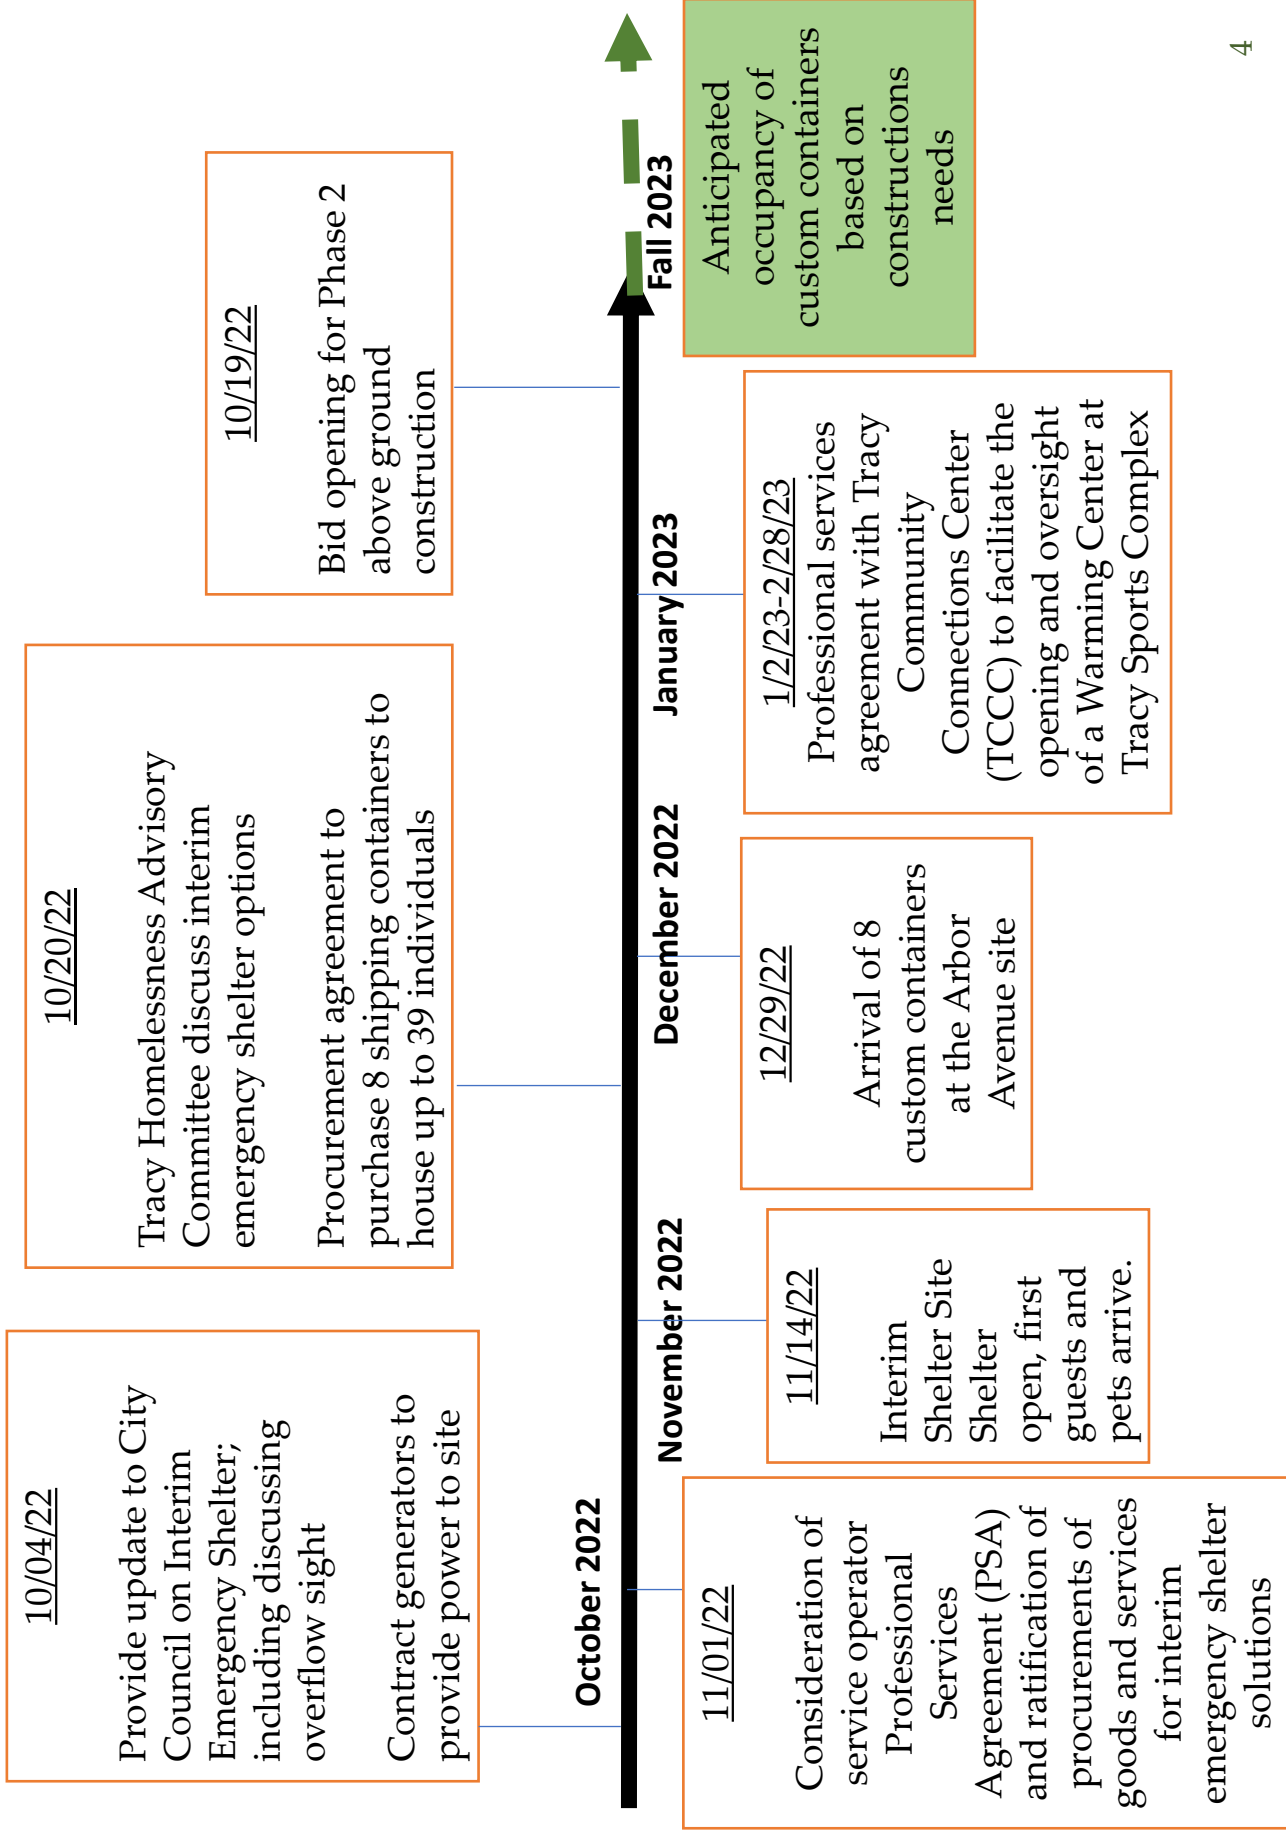 10/04/22
Provide update to City
Council on Interim
Emergency Shelter;
including discussing
overflow sight
Contract generators to
provide power to site
10/20/22
Tracy Homelessness Advisory
Committee discuss interim
emergency shelter options
Procurement agreement to
purchase 8 shipping containers to
house up to 39 individuals
10/19/22
Bid opening for Phase 2
above ground
construction
October 2022
November 2022
December 2022
January 2023
Fall 2023
11/01/22
Consideration of
service operator
Professional
Services
Agreement (PSA)
and ratification of
procurements of
goods and services
for interim
emergency shelter
solutions
11/14/22
Interim
Shelter Site
Shelter
open, first
guests and
pets arrive.
12/29/22
Arrival of 8
custom containers
at the Arbor
Avenue site
1/2/23-2/28/23
Professional services
agreement with Tracy
Community
Connections Center
(TCCC) to facilitate the
opening and oversight
of a Warming Center at
Tracy Sports Complex
Anticipated
occupancy of
custom containers
based on
constructions
needs
4